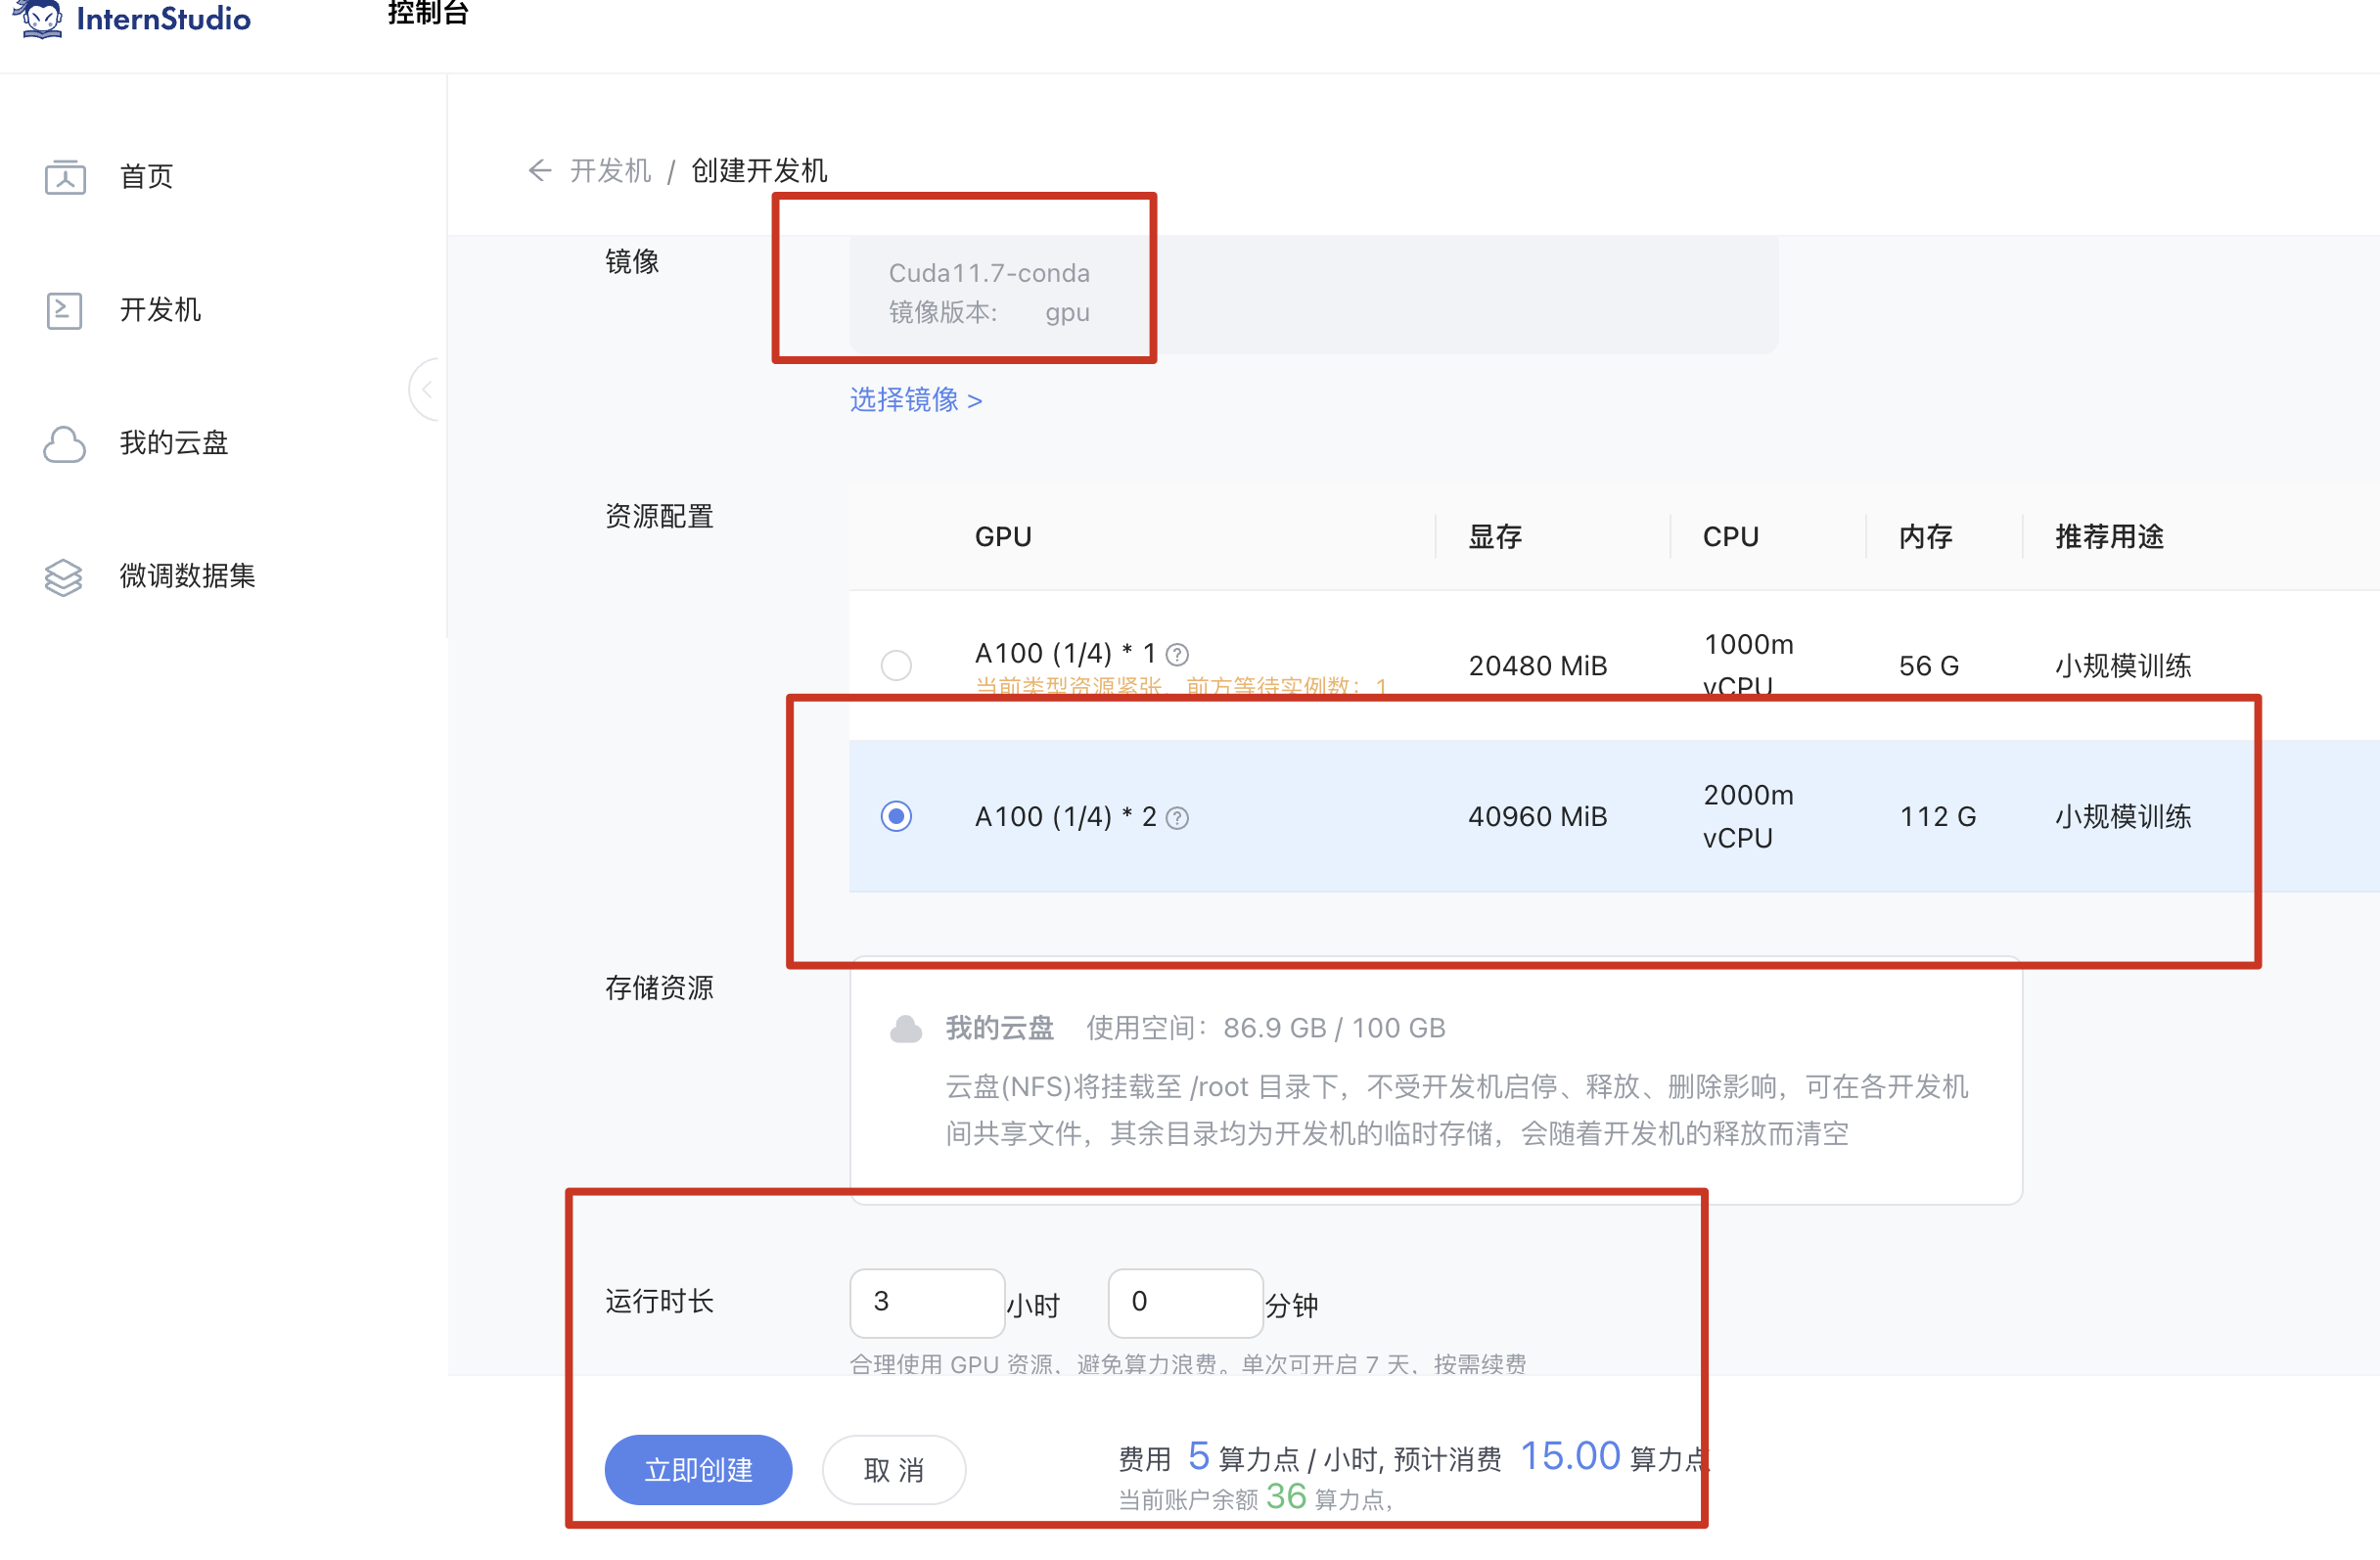 InternStudio
控制台
首页
开发机
我的云盘
微调数据集
开发机 / 创建开发机
镜像
Cuda11.7-conda
镜像版本: gpu
选择镜像 >
资源配置
GPU 显存 CPU 内存 推荐用途
A100 (1/4) * 1 20480 MiB 1000m vCPU 56 G 小规模训练
当前类型资源紧张，前方等待实例数：1
A100 (1/4) * 2 40960 MiB 2000m vCPU 112 G 小规模训练
存储资源
我的云盘 使用空间：86.9 GB / 100 GB
云盘(NFS)将挂载至 /root 目录下，不受开发机启停、释放、删除影响，可在各开发机
间共享文件，其余目录均为开发机的临时存储，会随着开发机的释放而清空
运行时长
3 小时 0 分钟
合理使用 GPU 资源，避免算力浪费。单次可开启 7 天，按需续费
立即创建
取 消
费用 5 算力点 / 小时, 预计消费 15.00 算力点
当前账户余额 36 算力点,